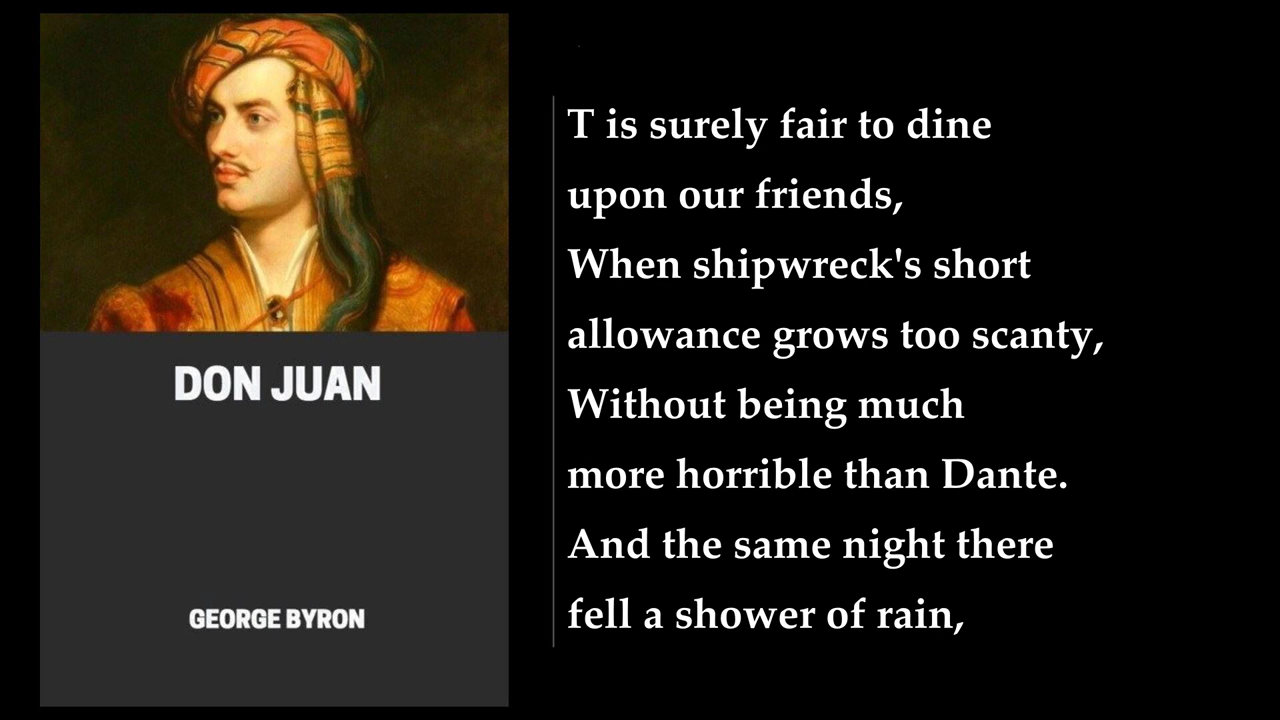 DON JUAN
GEORGE BYRON
T is surely fair to dine
upon our friends,
When shipwreck's short
allowance grows too scanty,
Without being much
more horrible than Dante.
And the same night there
fell a shower of rain,